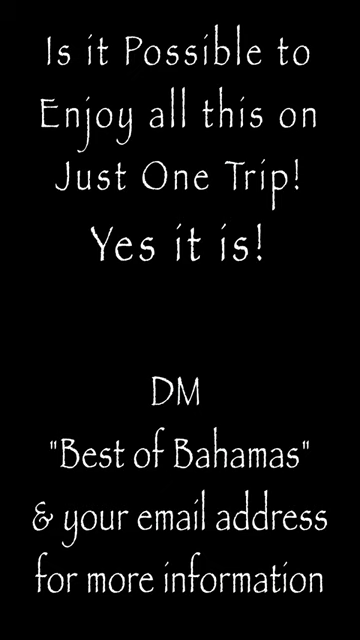 Is it Possible to
Enjoy all this on
Just One Trip!
Yes it is!
DM
"Best of Bahamas"
& your email address
for more information